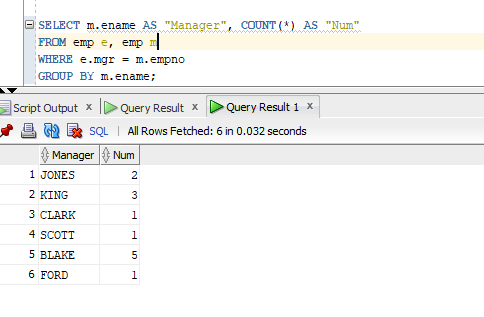 SELECT m.ename AS "Manager", COUNT(*) AS "Num"
FROM emp e, emp m
WHERE e.mgr = m.empno
GROUP BY m.ename;
Script Output x Query Result x Query Result 1 x
SQL | All Rows Fetched: 6 in 0.032 seconds
Manager Num
1 JONES 2
2 KING 3
3 CLARK 1
4 SCOTT 1
5 BLAKE 5
6 FORD 1